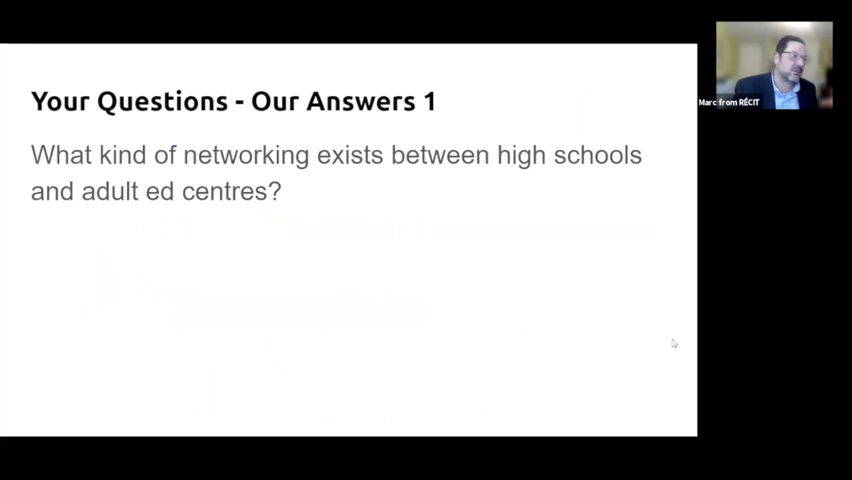 Your Questions - Our Answers 1
What kind of networking exists between high schools
and adult ed centres?
Marc from RÉCIT